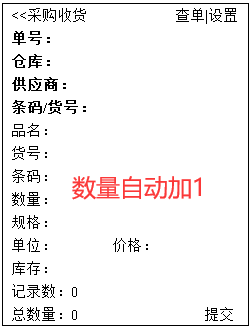 <<采购收货 查单|设置
单号：
仓库：
供应商：
条码/货号：
品名：
货号：
条码：
数量：
数量自动加1
规格：
单位： 价格：
库存：
记录数：0
总数量：0 提交